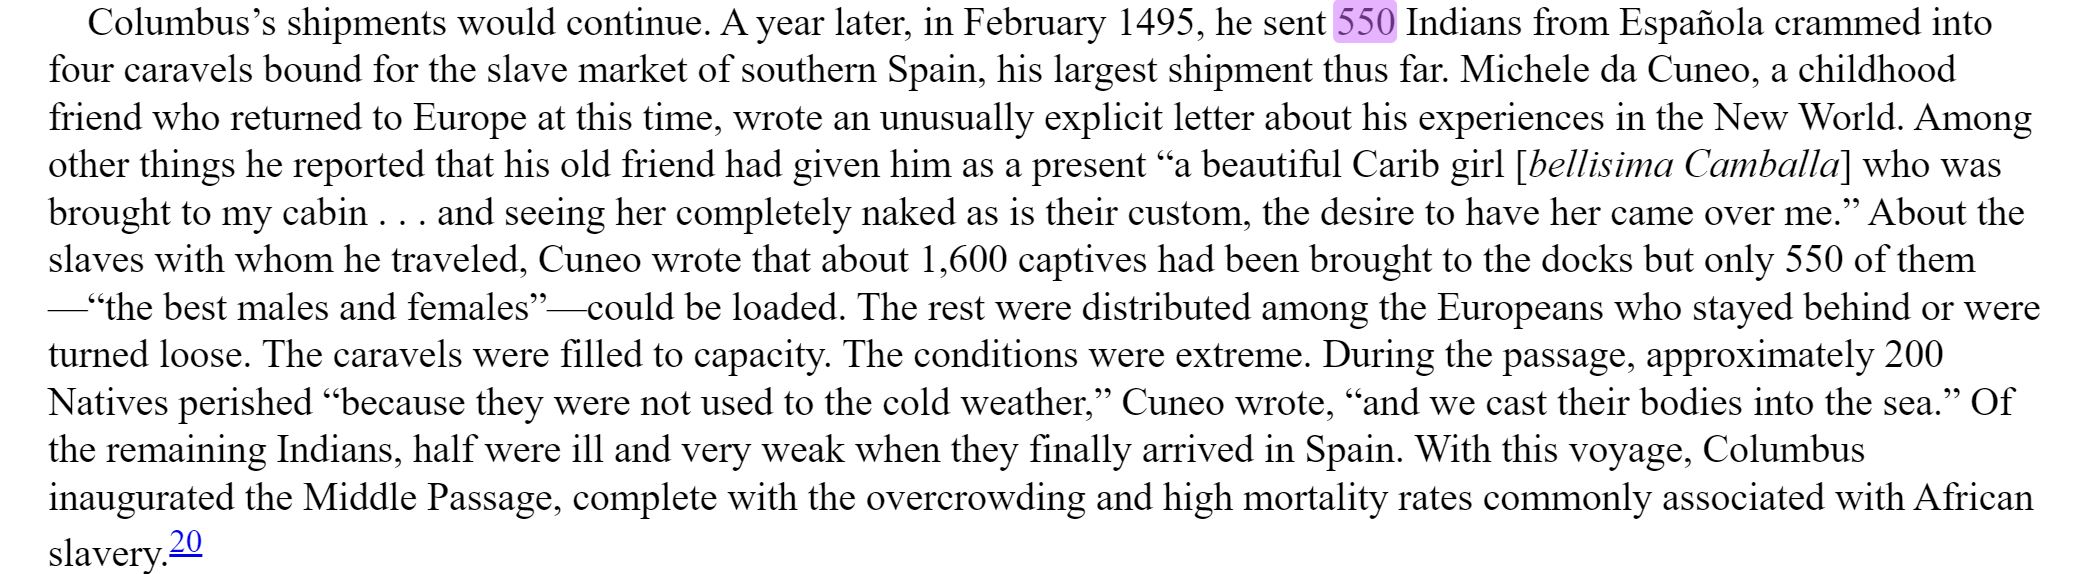 Columbus’s shipments would continue. A year later, in February 1495, he sent 550 Indians from Española crammed into
four caravels bound for the slave market of southern Spain, his largest shipment thus far. Michele da Cuneo, a childhood
friend who returned to Europe at this time, wrote an unusually explicit letter about his experiences in the New World. Among
other things he reported that his old friend had given him as a present “a beautiful Carib girl [bellisima Camballa] who was
brought to my cabin . . . and seeing her completely naked as is their custom, the desire to have her came over me.” About the
slaves with whom he traveled, Cuneo wrote that about 1,600 captives had been brought to the docks but only 550 of them
—“the best males and females”—could be loaded. The rest were distributed among the Europeans who stayed behind or were
turned loose. The caravels were filled to capacity. The conditions were extreme. During the passage, approximately 200
Natives perished “because they were not used to the cold weather,” Cuneo wrote, “and we cast their bodies into the sea.” Of
the remaining Indians, half were ill and very weak when they finally arrived in Spain. With this voyage, Columbus
inaugurated the Middle Passage, complete with the overcrowding and high mortality rates commonly associated with African
slavery.20